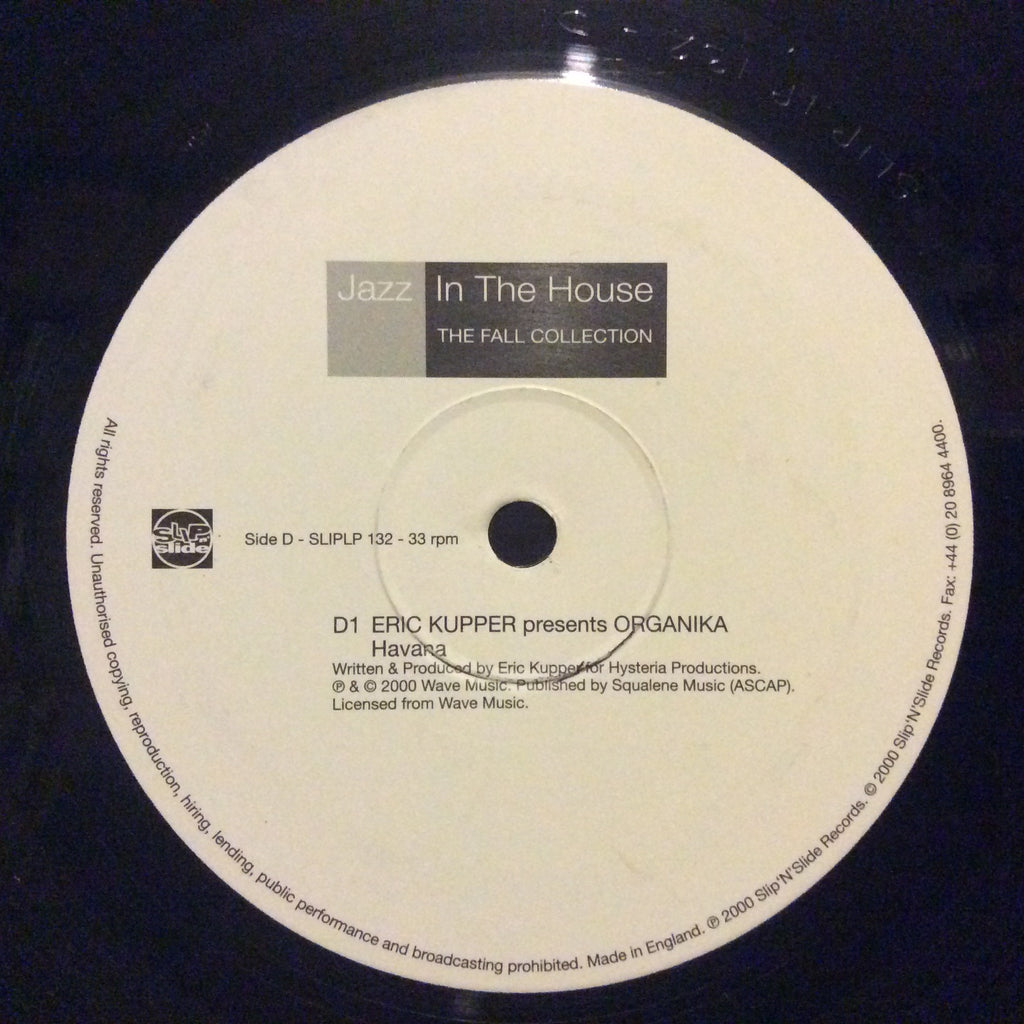 SLIPLP 132 - D
Jazz In The House
THE FALL COLLECTION
SLIP 'N' slide
Side D - SLIPLP 132 - 33 rpm
D1 ERIC KUPPER presents ORGANIKA
Havana
Written & Produced by Eric Kupper for Hysteria Productions.
℗ & © 2000 Wave Music. Published by Squalene Music (ASCAP).
Licensed from Wave Music.
All rights reserved. Unauthorised copying, reproduction, hiring, lending, public performance and broadcasting prohibited. Made in England. ℗ 2000 Slip'N'Slide Records. © 2000 Slip'N'Slide Records. Fax: +44 (0) 20 8964 4400.